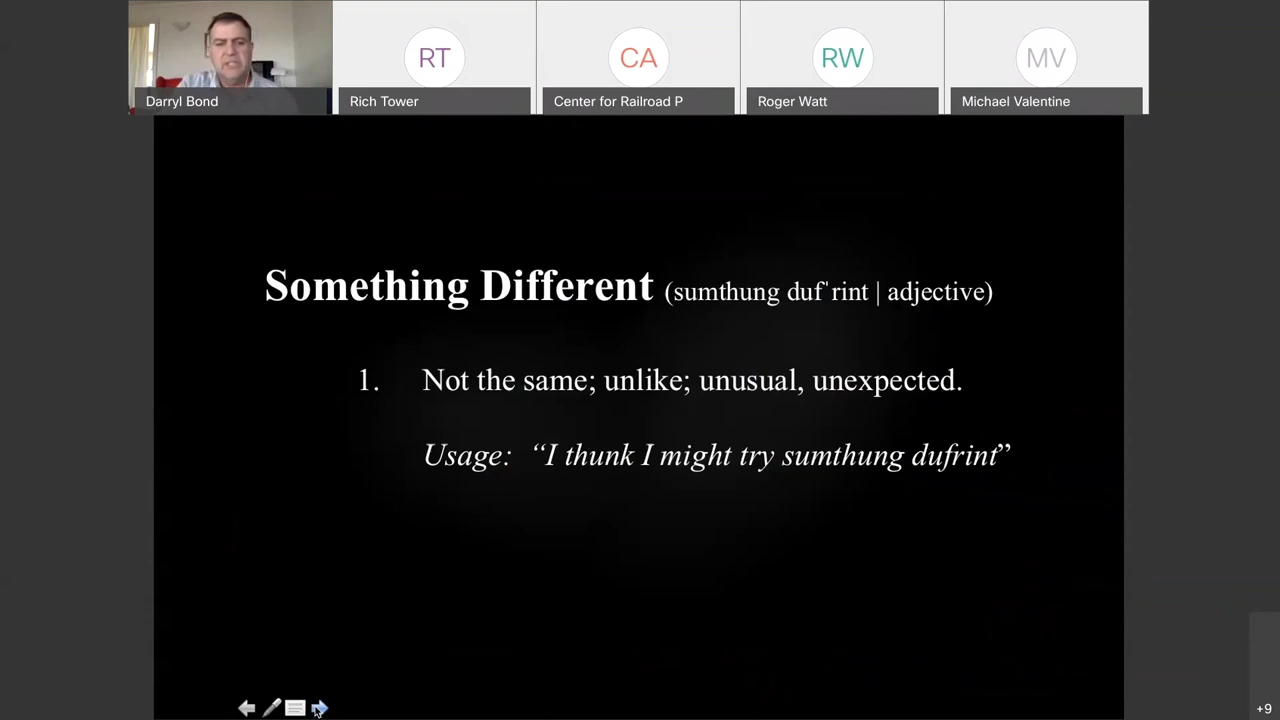 RT
CA
RW
MV
Darryl Bond
Rich Tower
Center for Railroad P
Roger Watt
Michael Valentine
Something Different (sumthung duf'rint | adjective)
1. Not the same; unlike; unusual, unexpected.
Usage: “I thunk I might try sumthung dufrint”
+9